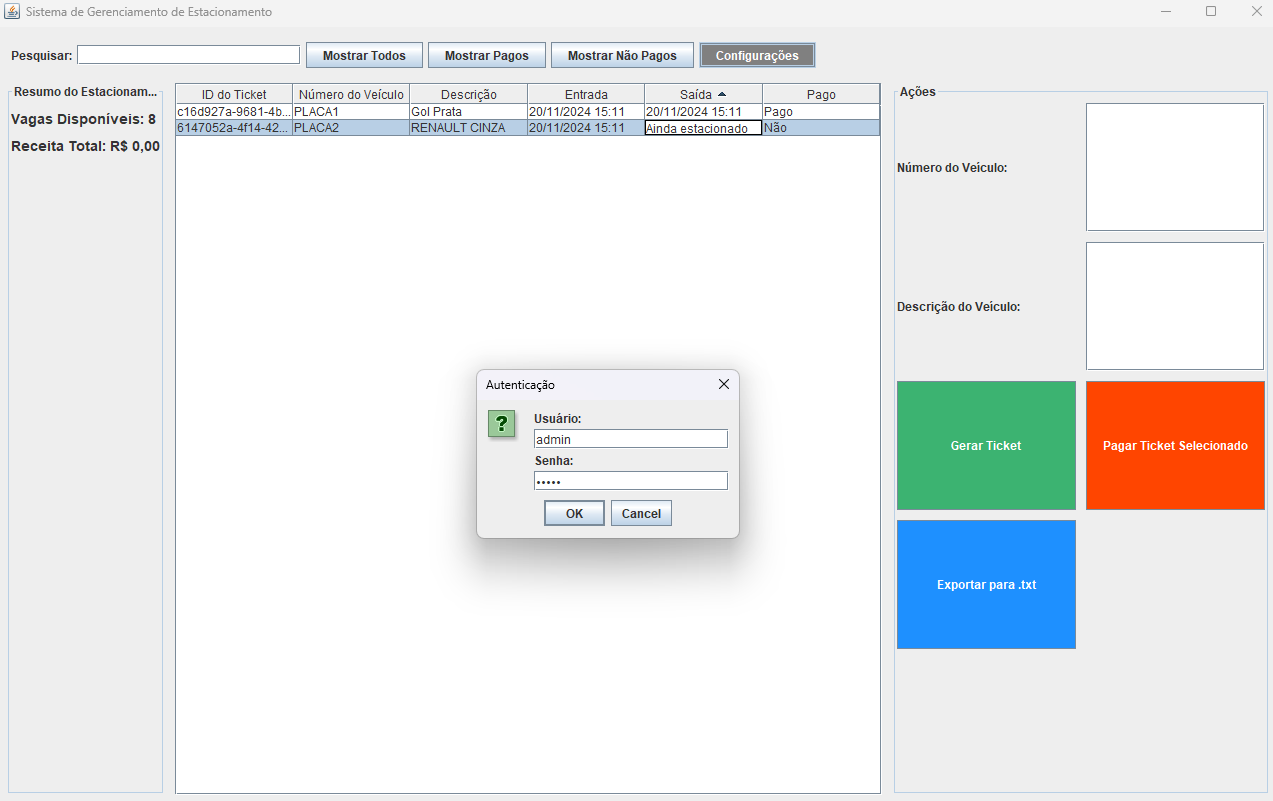 Sistema de Gerenciamento de Estacionamento
Pesquisar: Mostrar Todos Mostrar Pagos Mostrar Não Pagos Configurações
Resumo do Estacionam...
Vagas Disponíveis: 8
Receita Total: R$ 0,00
ID do Ticket Número do Veículo Descrição Entrada Saída Pago
c16d927a-9681-4b... PLACA1 Gol Prata 20/11/2024 15:11 20/11/2024 15:11 Pago
6147052a-4f14-42... PLACA2 RENAULT CINZA 20/11/2024 15:11 Ainda estacionado Não
Ações
Número do Veículo:
Descrição do Veículo:
Gerar Ticket Pagar Ticket Selecionado
Exportar para .txt
Autenticação
?
Usuário:
admin
Senha:
•••••
OK Cancel